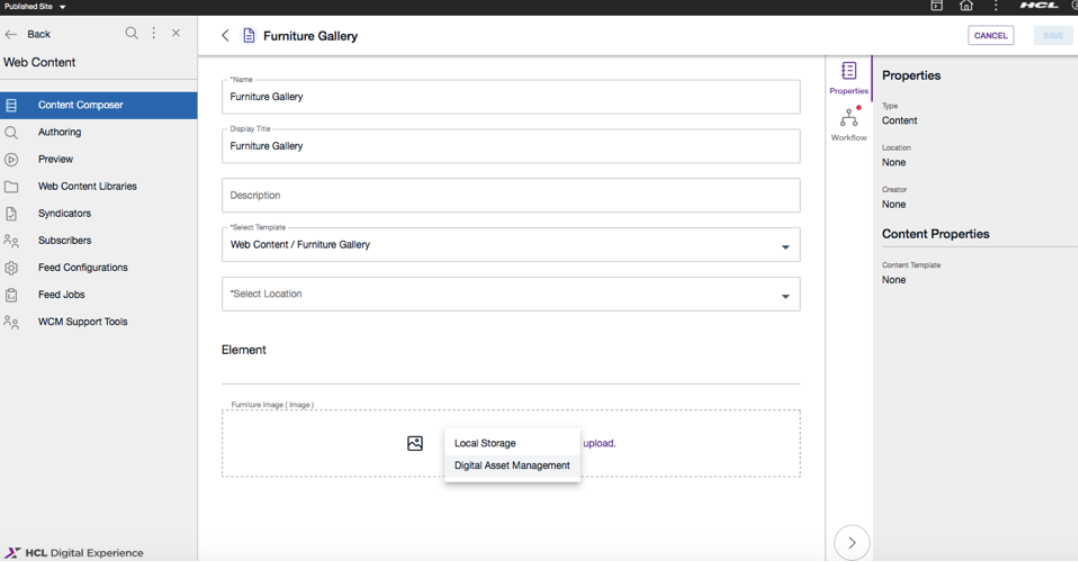 Published Site
HCL
Back
Web Content
Content Composer
Authoring
Preview
Web Content Libraries
Syndicators
Subscribers
Feed Configurations
Feed Jobs
WCM Support Tools
HCL Digital Experience
Furniture Gallery
CANCEL
SAVE
*Name
Furniture Gallery
Display Title
Furniture Gallery
Description
*Select Template
Web Content / Furniture Gallery
*Select Location
Element
Furniture Image ( Image )
Local Storage
upload.
Digital Asset Management
Properties
Workflow
Properties
Type
Content
Location
None
Creator
None
Content Properties
Content Template
None